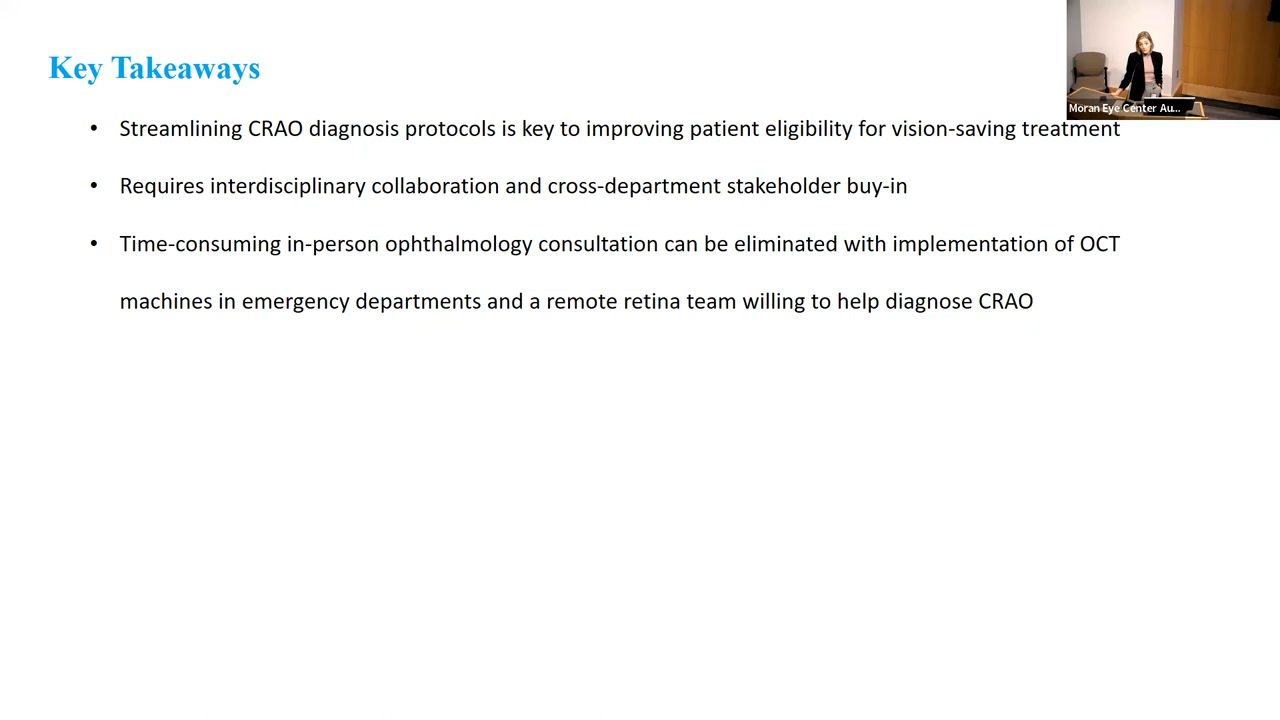 Key Takeaways
Moran Eye Center Au...
• Streamlining CRAO diagnosis protocols is key to improving patient eligibility for vision-saving treatment
• Requires interdisciplinary collaboration and cross-department stakeholder buy-in
• Time-consuming in-person ophthalmology consultation can be eliminated with implementation of OCT
machines in emergency departments and a remote retina team willing to help diagnose CRAO